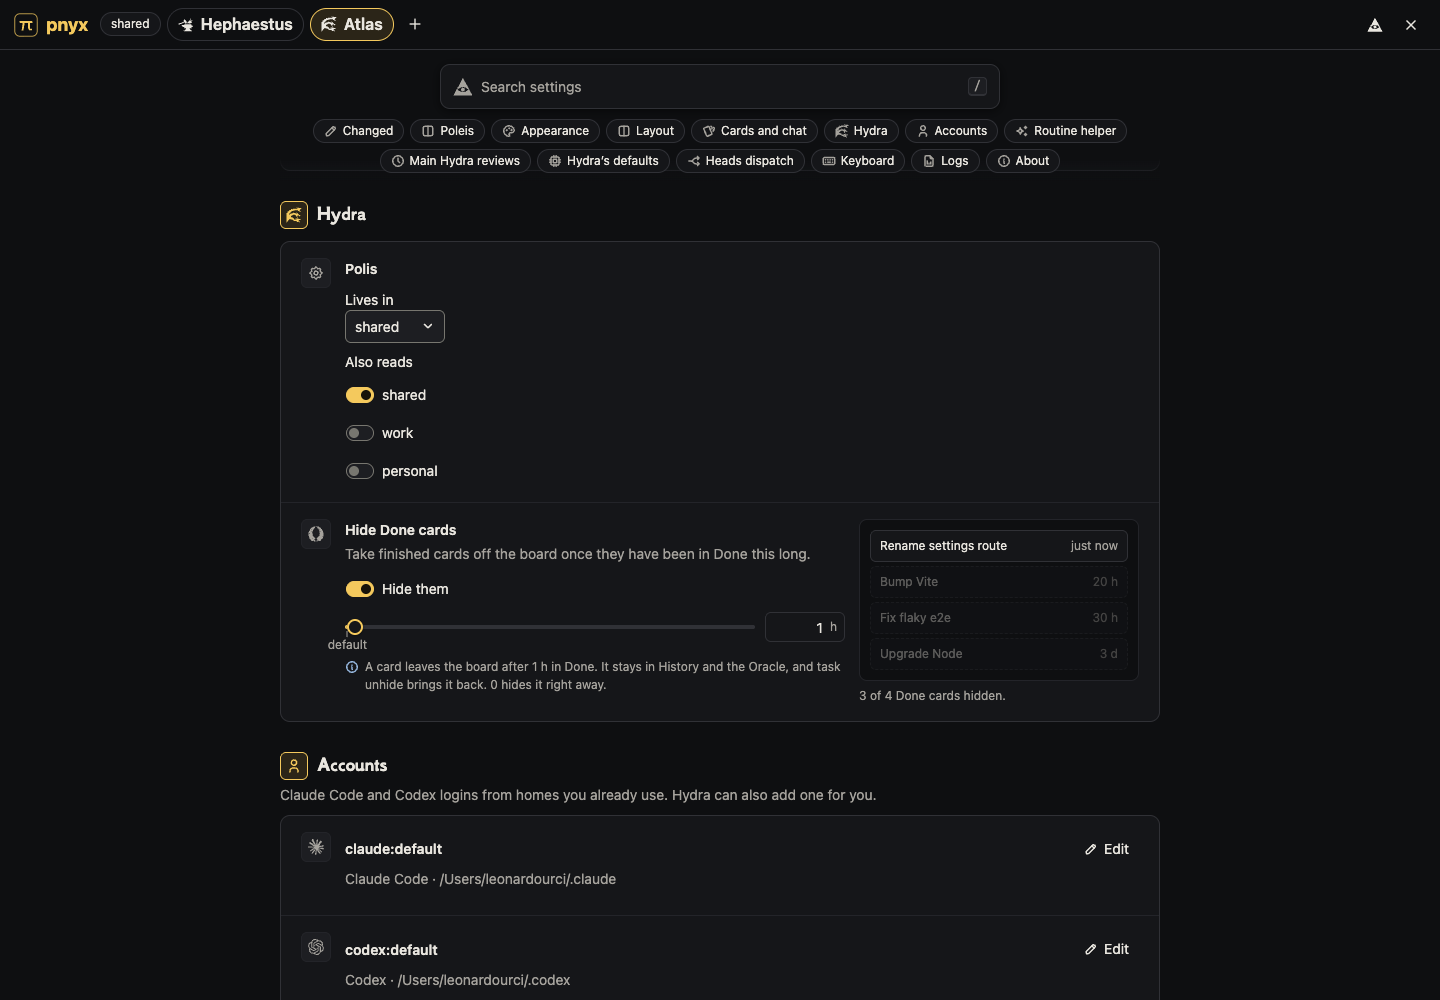 π pnyx shared Hephaestus Atlas +
Search settings /
Changed Poleis Appearance Layout Cards and chat Hydra Accounts Routine helper
Main Hydra reviews Hydra's defaults Heads dispatch Keyboard Logs About
Hydra
Polis
Lives in
shared
Also reads
shared
work
personal
Hide Done cards
Take finished cards off the board once they have been in Done this long.
Hide them
1 h
default
A card leaves the board after 1 h in Done. It stays in History and the Oracle, and task
unhide brings it back. 0 hides it right away.
Rename settings route just now
Bump Vite 20 h
Fix flaky e2e 30 h
Upgrade Node 3 d
3 of 4 Done cards hidden.
Accounts
Claude Code and Codex logins from homes you already use. Hydra can also add one for you.
claude:default Edit
Claude Code · /Users/leonardourci/.claude
codex:default Edit
Codex · /Users/leonardourci/.codex